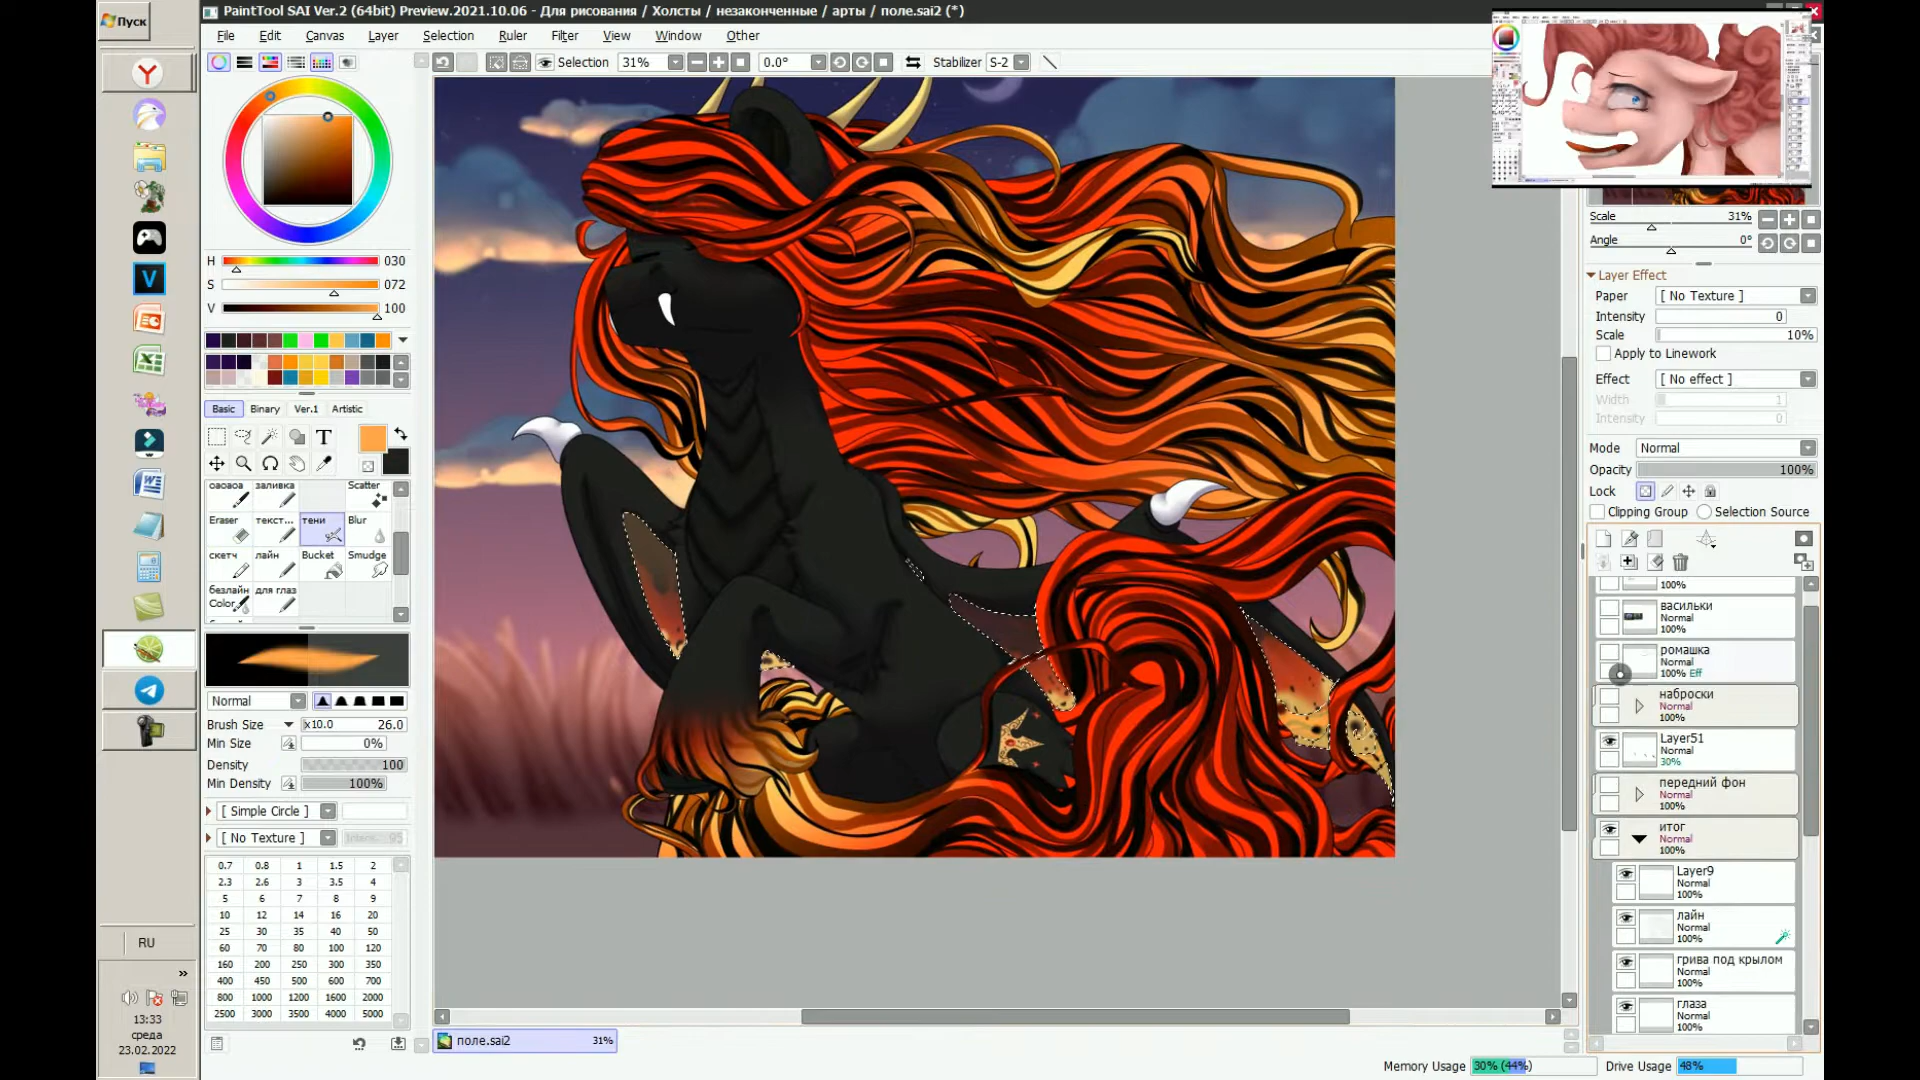 Пуск
PaintTool SAI Ver.2 (64bit) Preview.2021.10.06 - Для рисования / Холсты / незаконченные / арты / поле.sai2 (*)
File Edit Canvas Layer Selection Ruler Filter View Window Other
Selection 31% 0.0° Stabilizer S-2
H 030
S 072
V 100
Basic Binary Ver.1 Artistic
T
оаоаоа заливка Scatter
Eraser текст... тени Blur
скетч лайн Bucket Smudge
безлайн для глаз
Color
Normal
Brush Size x10.0 26.0
Min Size 0%
Density 100
Min Density 100%
[ Simple Circle ]
[ No Texture ] 95
0.7 0.8 1 1.5 2
2.3 2.6 3 3.5 4
5 6 7 8 9
10 12 14 16 20
25 30 35 40 50
60 70 80 100 120
160 200 250 300 350
400 450 500 600 700
800 1000 1200 1600 2000
2500 3000 3500 4000 5000
RU
13:33
среда
23.02.2022
поле.sai2 31%
Memory Usage 30% (44%) Drive Usage 48%
Scale 31%
Angle 0°
Layer Effect
Paper [ No Texture ]
Intensity 0
Scale 10%
Apply to Linework
Effect [ No effect ]
Width 1
Intensity 0
Mode Normal
Opacity 100%
Lock
Clipping Group Selection Source
100%
васильки
Normal
100%
ромашка
Normal
100% Eff
наброски
Normal
100%
Layer51
Normal
30%
передний фон
Normal
100%
итог
Normal
100%
Layer9
Normal
100%
лайн
Normal
100%
грива под крылом
Normal
100%
глаза
Normal
100%